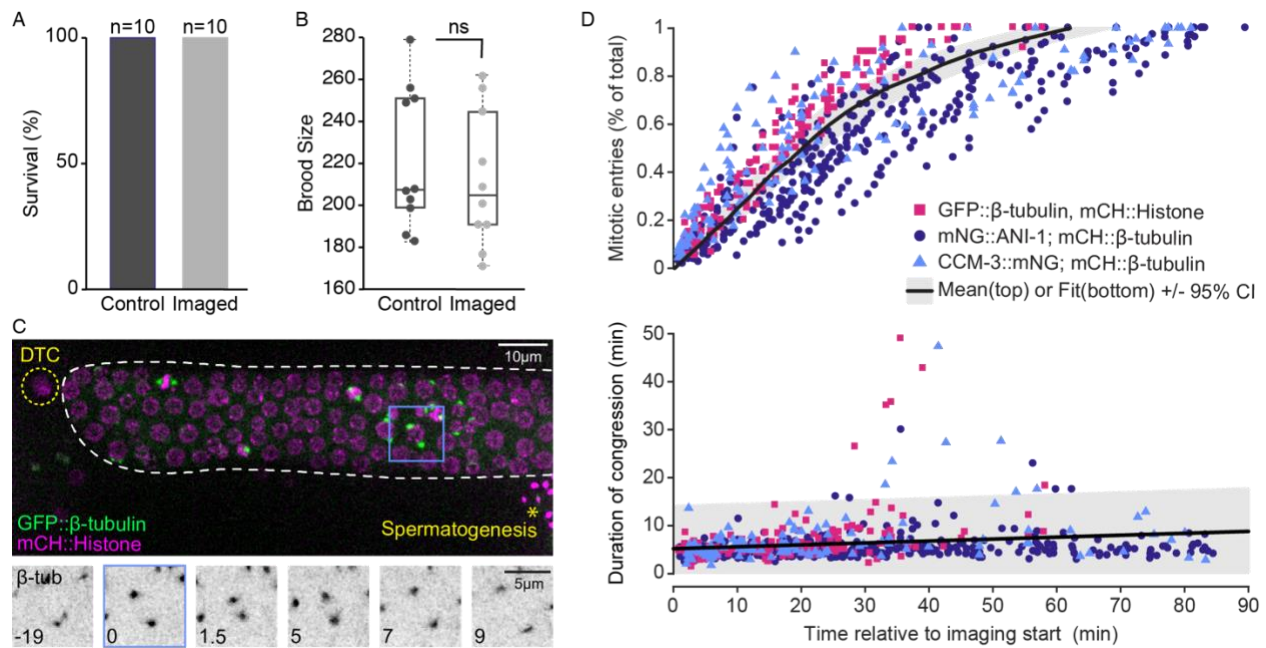 A
n=10 n=10
100
50
0
Survival (%)
Control Imaged
B
ns
280
260
240
220
200
180
160
Brood Size
Control Imaged
C
DTC
10μm
GFP::β-tubulin
mCH::Histone
Spermatogenesis
*
β-tub
5μm
-19 0 1.5 5 7 9
D
1
0.8
0.6
0.4
0.2
0
Mitotic entries (% of total)
GFP::β-tubulin, mCH::Histone
mNG::ANI-1; mCH::β-tubulin
CCM-3::mNG; mCH::β-tubulin
Mean(top) or Fit(bottom) +/- 95% CI
50
40
30
20
10
0
Duration of congression (min)
0 10 20 30 40 50 60 70 80 90
Time relative to imaging start (min)